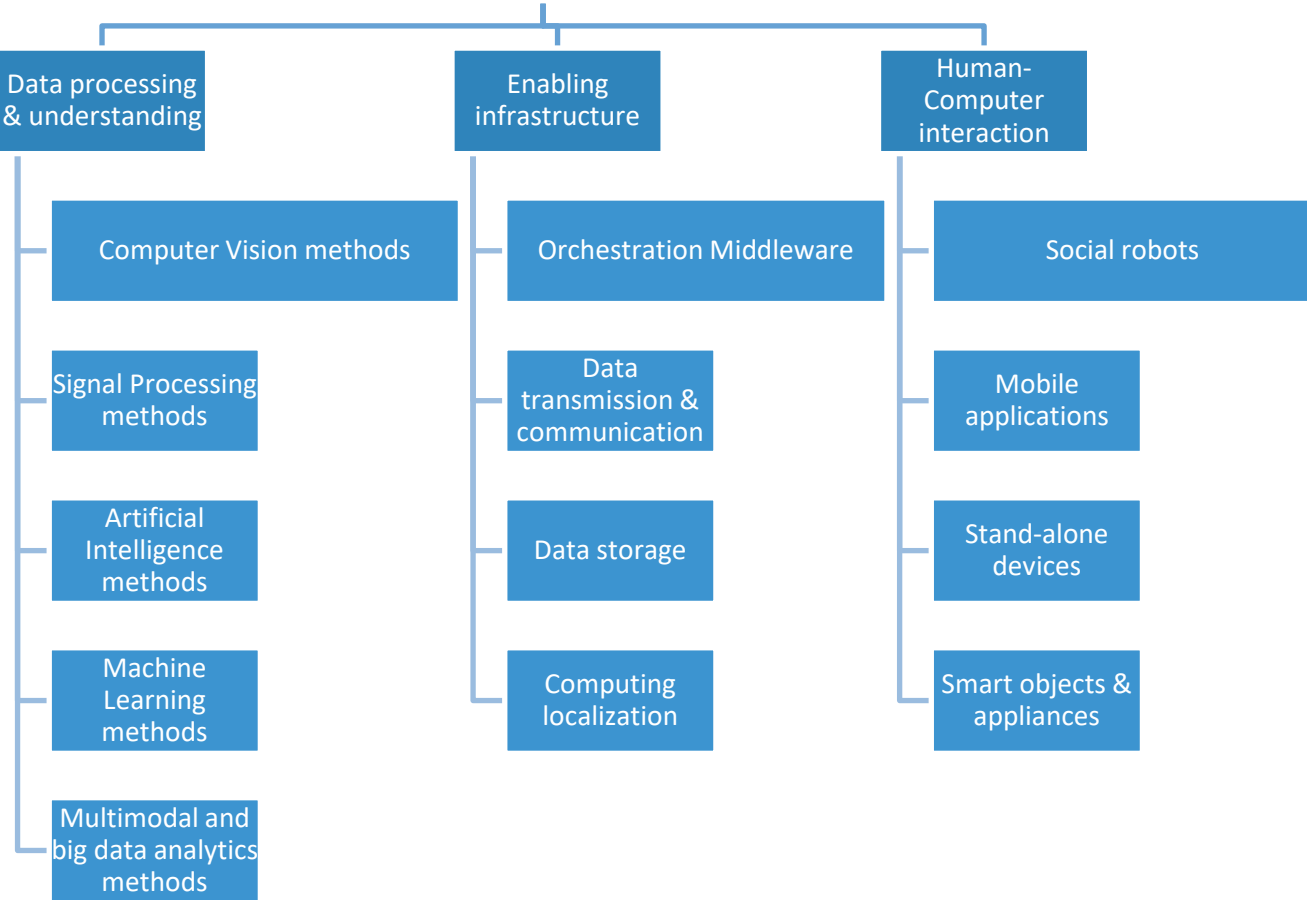 Data processing
& understanding
Computer Vision methods
Signal Processing
methods
Artificial
Intelligence
methods
Machine
Learning
methods
Multimodal and
big data analytics
methods
Enabling
infrastructure
Orchestration Middleware
Data
transmission &
communication
Data storage
Computing
localization
Human-
Computer
interaction
Social robots
Mobile
applications
Stand-alone
devices
Smart objects &
appliances